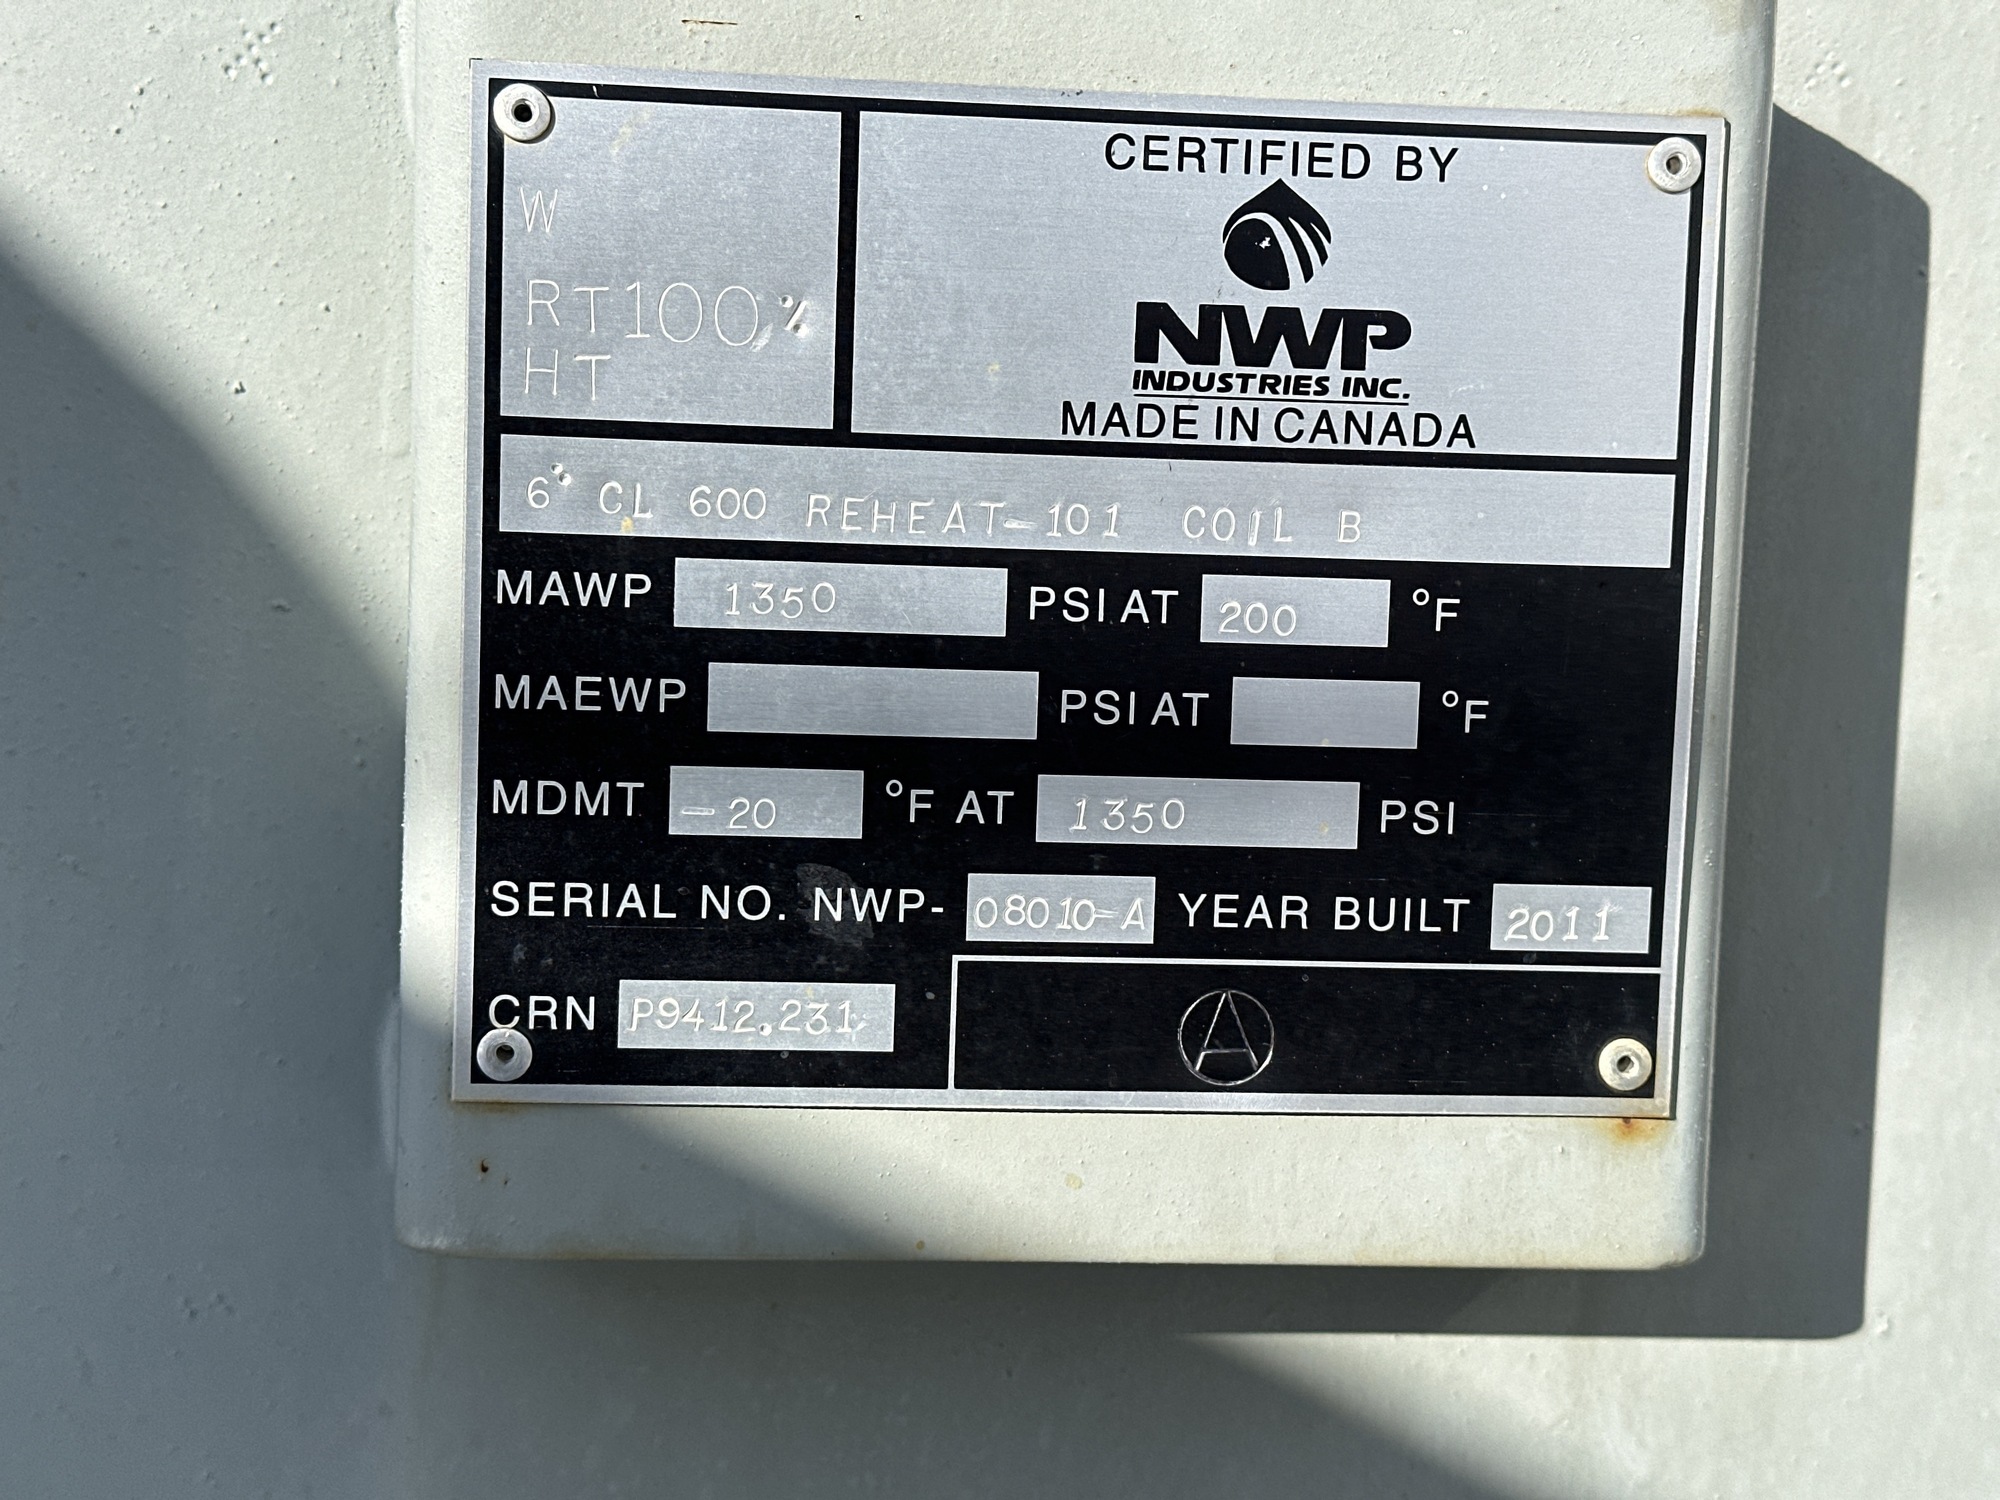 W
RT100%
HT
CERTIFIED BY
NWP
INDUSTRIES INC.
MADE IN CANADA
6" CL 600 REHEAT-101 COIL B
MAWP 1350 PSI AT 200 °F
MAEWP PSI AT °F
MDMT -20 °F AT 1350 PSI
SERIAL NO. NWP- 08010-A YEAR BUILT 2011
CRN P9412.231
A